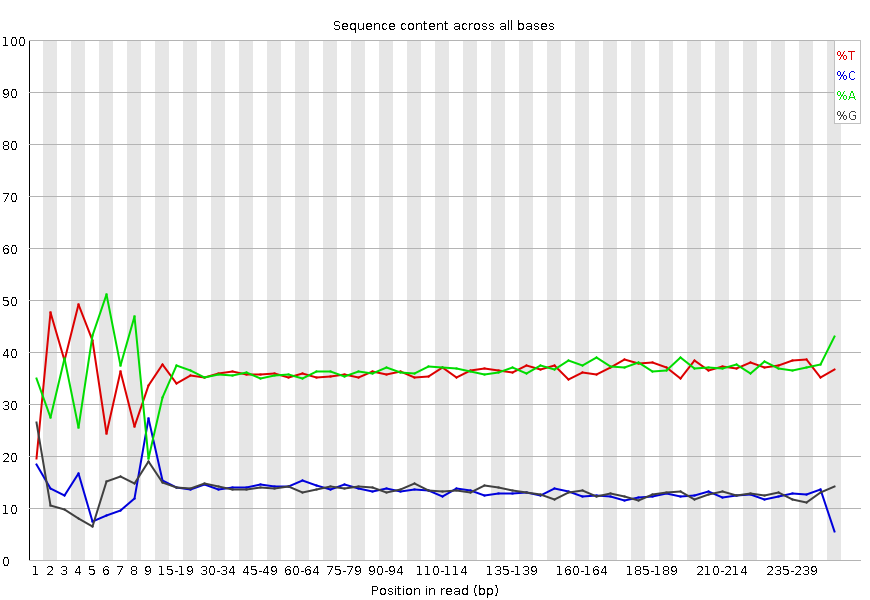 Sequence content across all bases
%T
%C
%A
%G
100
90
80
70
60
50
40
30
20
10
0
1 2 3 4 5 6 7 8 9 15-19 30-34 45-49 60-64 75-79 90-94 110-114 135-139 160-164 185-189 210-214 235-239
Position in read (bp)